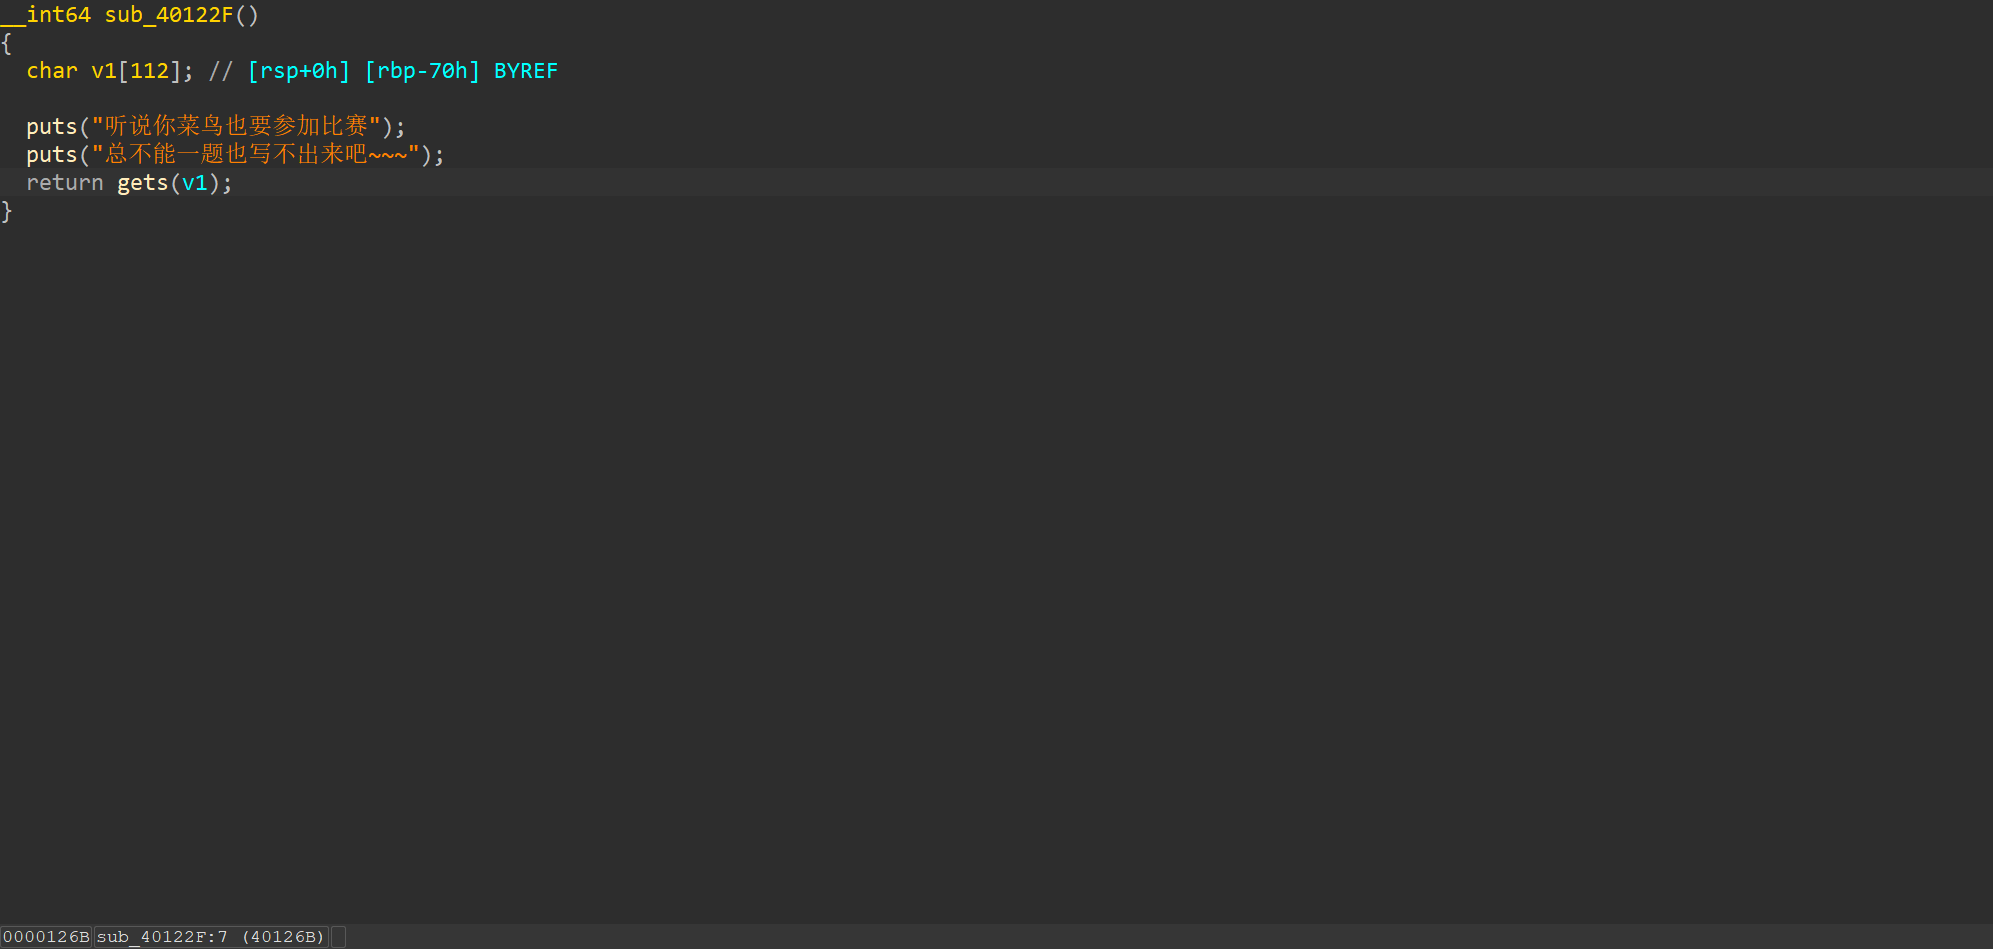 __int64 sub_40122F()
{
  char v1[112]; // [rsp+0h] [rbp-70h] BYREF

  puts("听说你菜鸟也要参加比赛");
  puts("总不能一题也写不出来吧~~~");
  return gets(v1);
}
0000126B sub_40122F:7 (40126B)